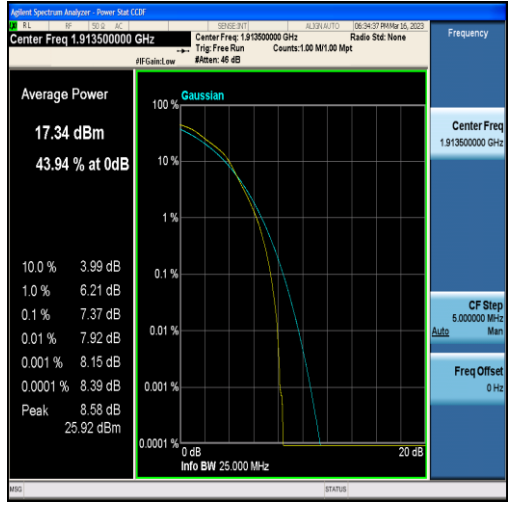 Agilent Spectrum Analyzer - Power Stat CCDF
RL RF 50 Ω AC SENSE:INT ALIGN AUTO 06:34:37 PM Mar 16, 2023
Center Freq 1.913500000 GHz
Center Freq: 1.913500000 GHz Radio Std: None
Trig: Free Run Counts:1.00 M/1.00 Mpt
#IFGain:Low #Atten: 46 dB
Frequency
Average Power
17.34 dBm
43.94 % at 0dB
10.0 % 3.99 dB
1.0 % 6.21 dB
0.1 % 7.37 dB
0.01 % 7.92 dB
0.001 % 8.15 dB
0.0001 % 8.39 dB
Peak 8.58 dB
25.92 dBm
Gaussian
100 %
10 %
1 %
0.1 %
0.01 %
0.001 %
0.0001 %
0 dB 20 dB
Info BW 25.000 MHz
Center Freq
1.913500000 GHz
CF Step
5.000000 MHz
Auto Man
Freq Offset
0 Hz
MSG STATUS